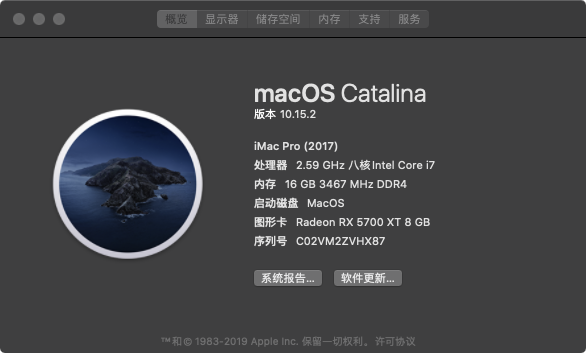 概览 显示器 储存空间 内存 支持 服务
macOS Catalina
版本 10.15.2
iMac Pro (2017)
处理器 2.59 GHz 八核Intel Core i7
内存 16 GB 3467 MHz DDR4
启动磁盘 MacOS
图形卡 Radeon RX 5700 XT 8 GB
序列号 C02VM2ZVHX87
系统报告... 软件更新...
™和© 1983-2019 Apple Inc. 保留一切权利。许可协议